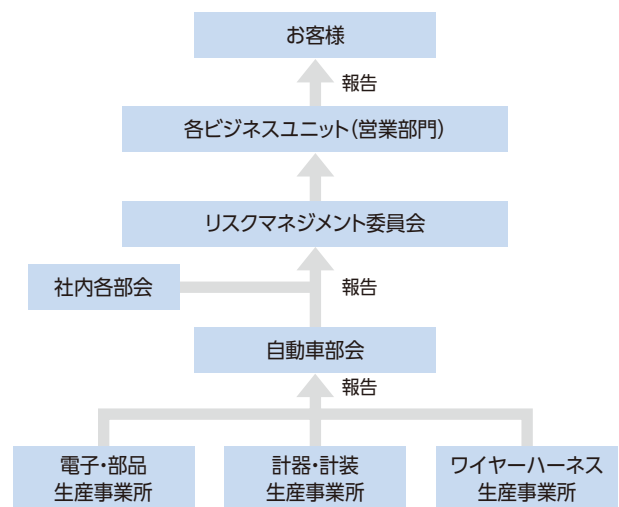 お客様
報告
各ビジネスユニット（営業部門）
リスクマネジメント委員会
社内各部会
報告
自動車部会
報告
電子・部品
生産事業所
計器・計装
生産事業所
ワイヤーハーネス
生産事業所